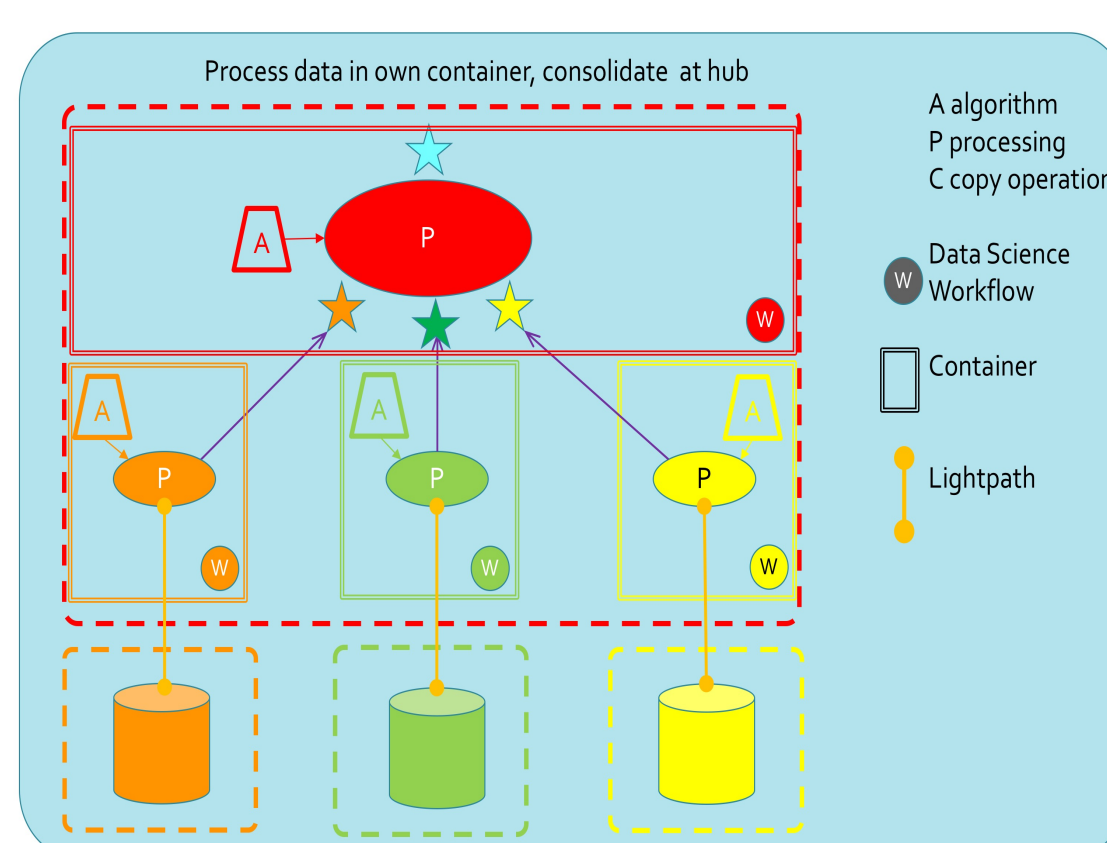 Process data in own container, consolidate at hub
A algorithm
P processing
C copy operation
Data Science
W
Workflow
Container
Lightpath
P
A
W
A
A
A
P
P
P
W
W
W